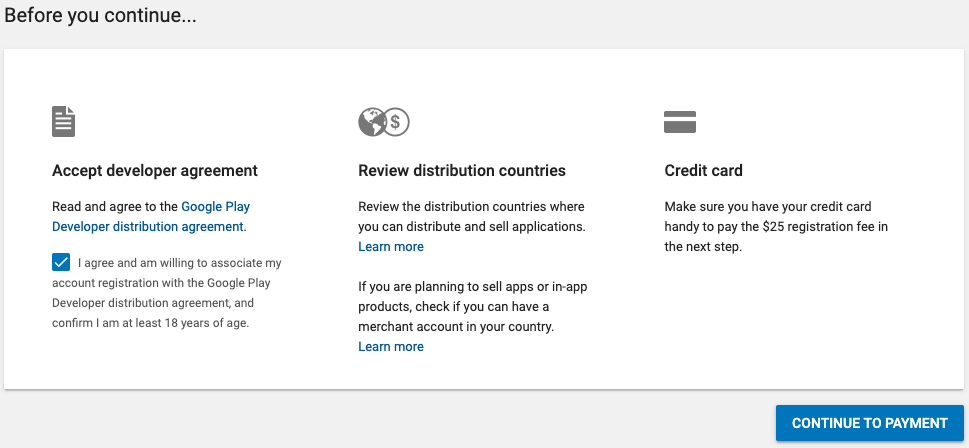 Before you continue...
Accept developer agreement
Read and agree to the Google Play
Developer distribution agreement.
I agree and am willing to associate my
account registration with the Google Play
Developer distribution agreement, and
confirm I am at least 18 years of age.
$
Review distribution countries
Review the distribution countries where
you can distribute and sell applications.
Learn more
If you are planning to sell apps or in-app
products, check if you can have a
merchant account in your country.
Learn more
Credit card
Make sure you have your credit card
handy to pay the $25 registration fee in
the next step.
CONTINUE TO PAYMENT